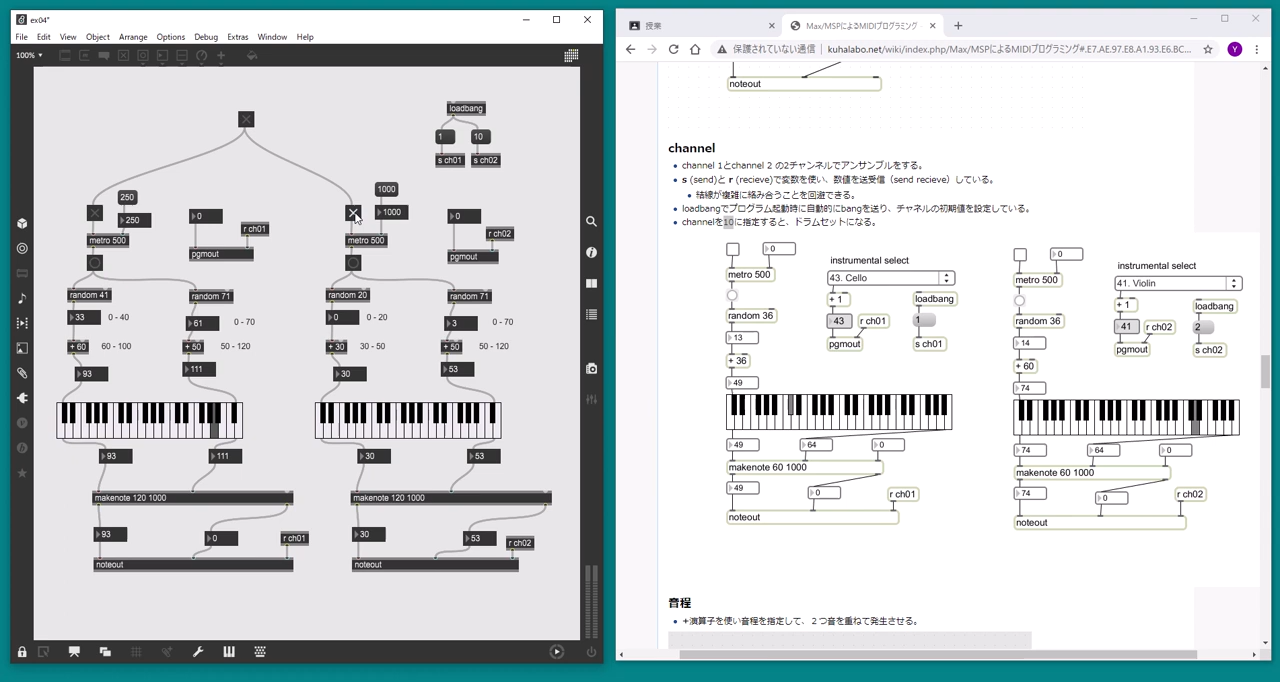 ex04*
File Edit View Object Arrange Options Debug Extras Window Help
100%
loadbang
1 10
s ch01 s ch02
250
250
metro 500
0
r ch01
pgmout
1000
1000
metro 500
0
r ch02
pgmout
random 41 random 71
33 0 - 40 61 0 - 70
+ 60 60 - 100 + 50 50 - 120
93 111
random 20 random 71
0 0 - 20 3 0 - 70
+ 30 30 - 50 + 50 50 - 120
30 53
93 111
makenote 120 1000
93 0 r ch01
noteout
30 53
makenote 120 1000
30 53 r ch02
noteout
授業
Max/MSPによるMIDIプログラミング
保護されていない通信 kuhalabo.net/wiki/index.php/Max/MSPによるMIDIプログラミング#.E7.AE.97.E8.A1.93.E6.BC...
Y
noteout
channel
channel 1とchannel 2 の2チャンネルでアンサンブルをする。
s (send)と r (recieve)で変数を使い、数値を送受信（send recieve）している。
結線が複雑に絡み合うことを回避できる。
loadbangでプログラム起動時に自動的にbangを送り、チャネルの初期値を設定している。
channelを10に指定すると、ドラムセットになる。
0
metro 500
random 36
13
+ 36
49
instrumental select
43. Cello
+ 1 loadbang
43 r ch01 1
pgmout s ch01
49 64 0
makenote 60 1000
49 0 r ch01
noteout
0
metro 500
random 36
14
+ 60
74
instrumental select
41. Violin
+ 1 loadbang
41 r ch02 2
pgmout s ch02
74 64 0
makenote 60 1000
74 0 r ch02
noteout
音程
+演算子を使い音程を指定して、２つ音を重ねて発生させる。